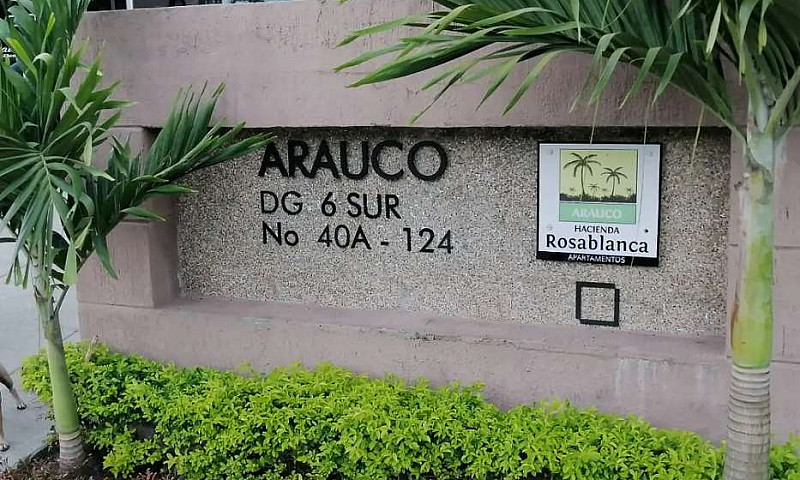 ARAUCO
DG 6 SUR
No 40A - 124
ARAUCO
HACIENDA
Rosablanca
APARTAMENTOS